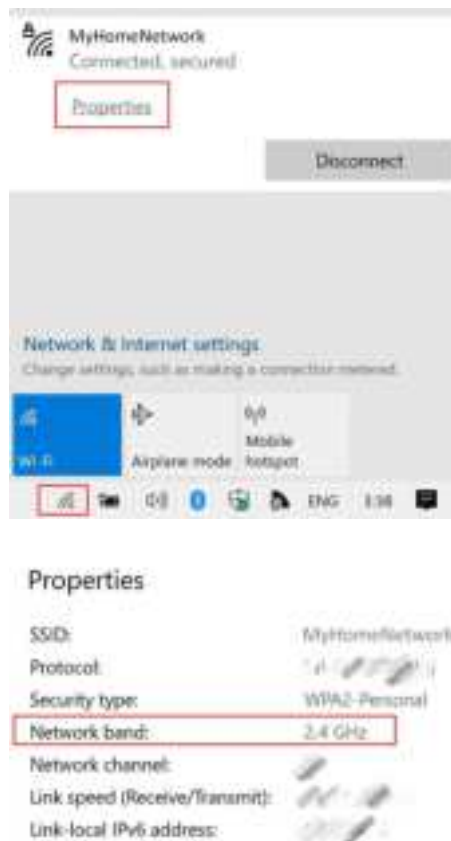 MyHomeNetwork
Connected, secured
Properties
Disconnect
Network & Internet settings
Change settings, such as making a connection metered.
Wi-Fi
Airplane mode
Mobile hotspot
ENG
Properties
SSID:
MyHomeNetwork
Protocol:
Security type:
WPA2-Personal
Network band:
2.4 GHz
Network channel:
Link speed (Receive/Transmit):
Link-local IPv6 address: